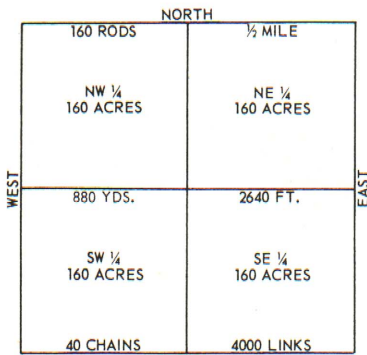 NORTH
160 RODS ½ MILE
NW ¼ NE ¼
160 ACRES 160 ACRES
WEST
EAST
880 YDS. 2640 FT.
SW ¼ SE ¼
160 ACRES 160 ACRES
40 CHAINS 4000 LINKS